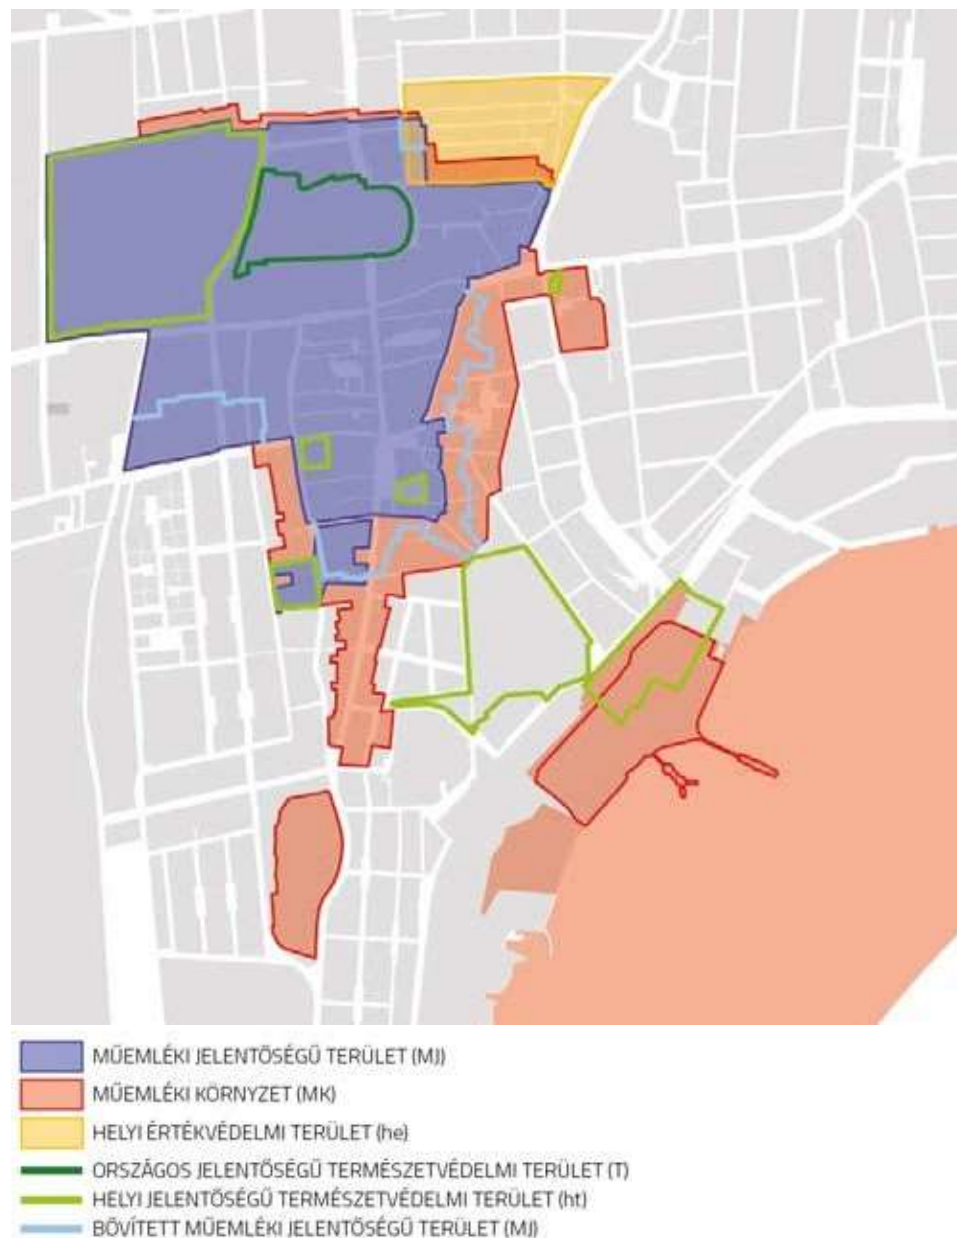 MŰEMLÉKI JELENTŐSÉGŰ TERÜLET (MJ)
MŰEMLÉKI KÖRNYZET (MK)
HELYI ÉRTÉKVÉDELMI TERÜLET (he)
ORSZÁGOS JELENTŐSÉGŰ TERMÉSZETVÉDELMI TERÜLET (T)
HELYI JELENTŐSÉGŰ TERMÉSZETVÉDELMI TERÜLET (ht)
BŐVÍTETT MŰEMLÉKI JELENTŐSÉGŰ TERÜLET (MJ)